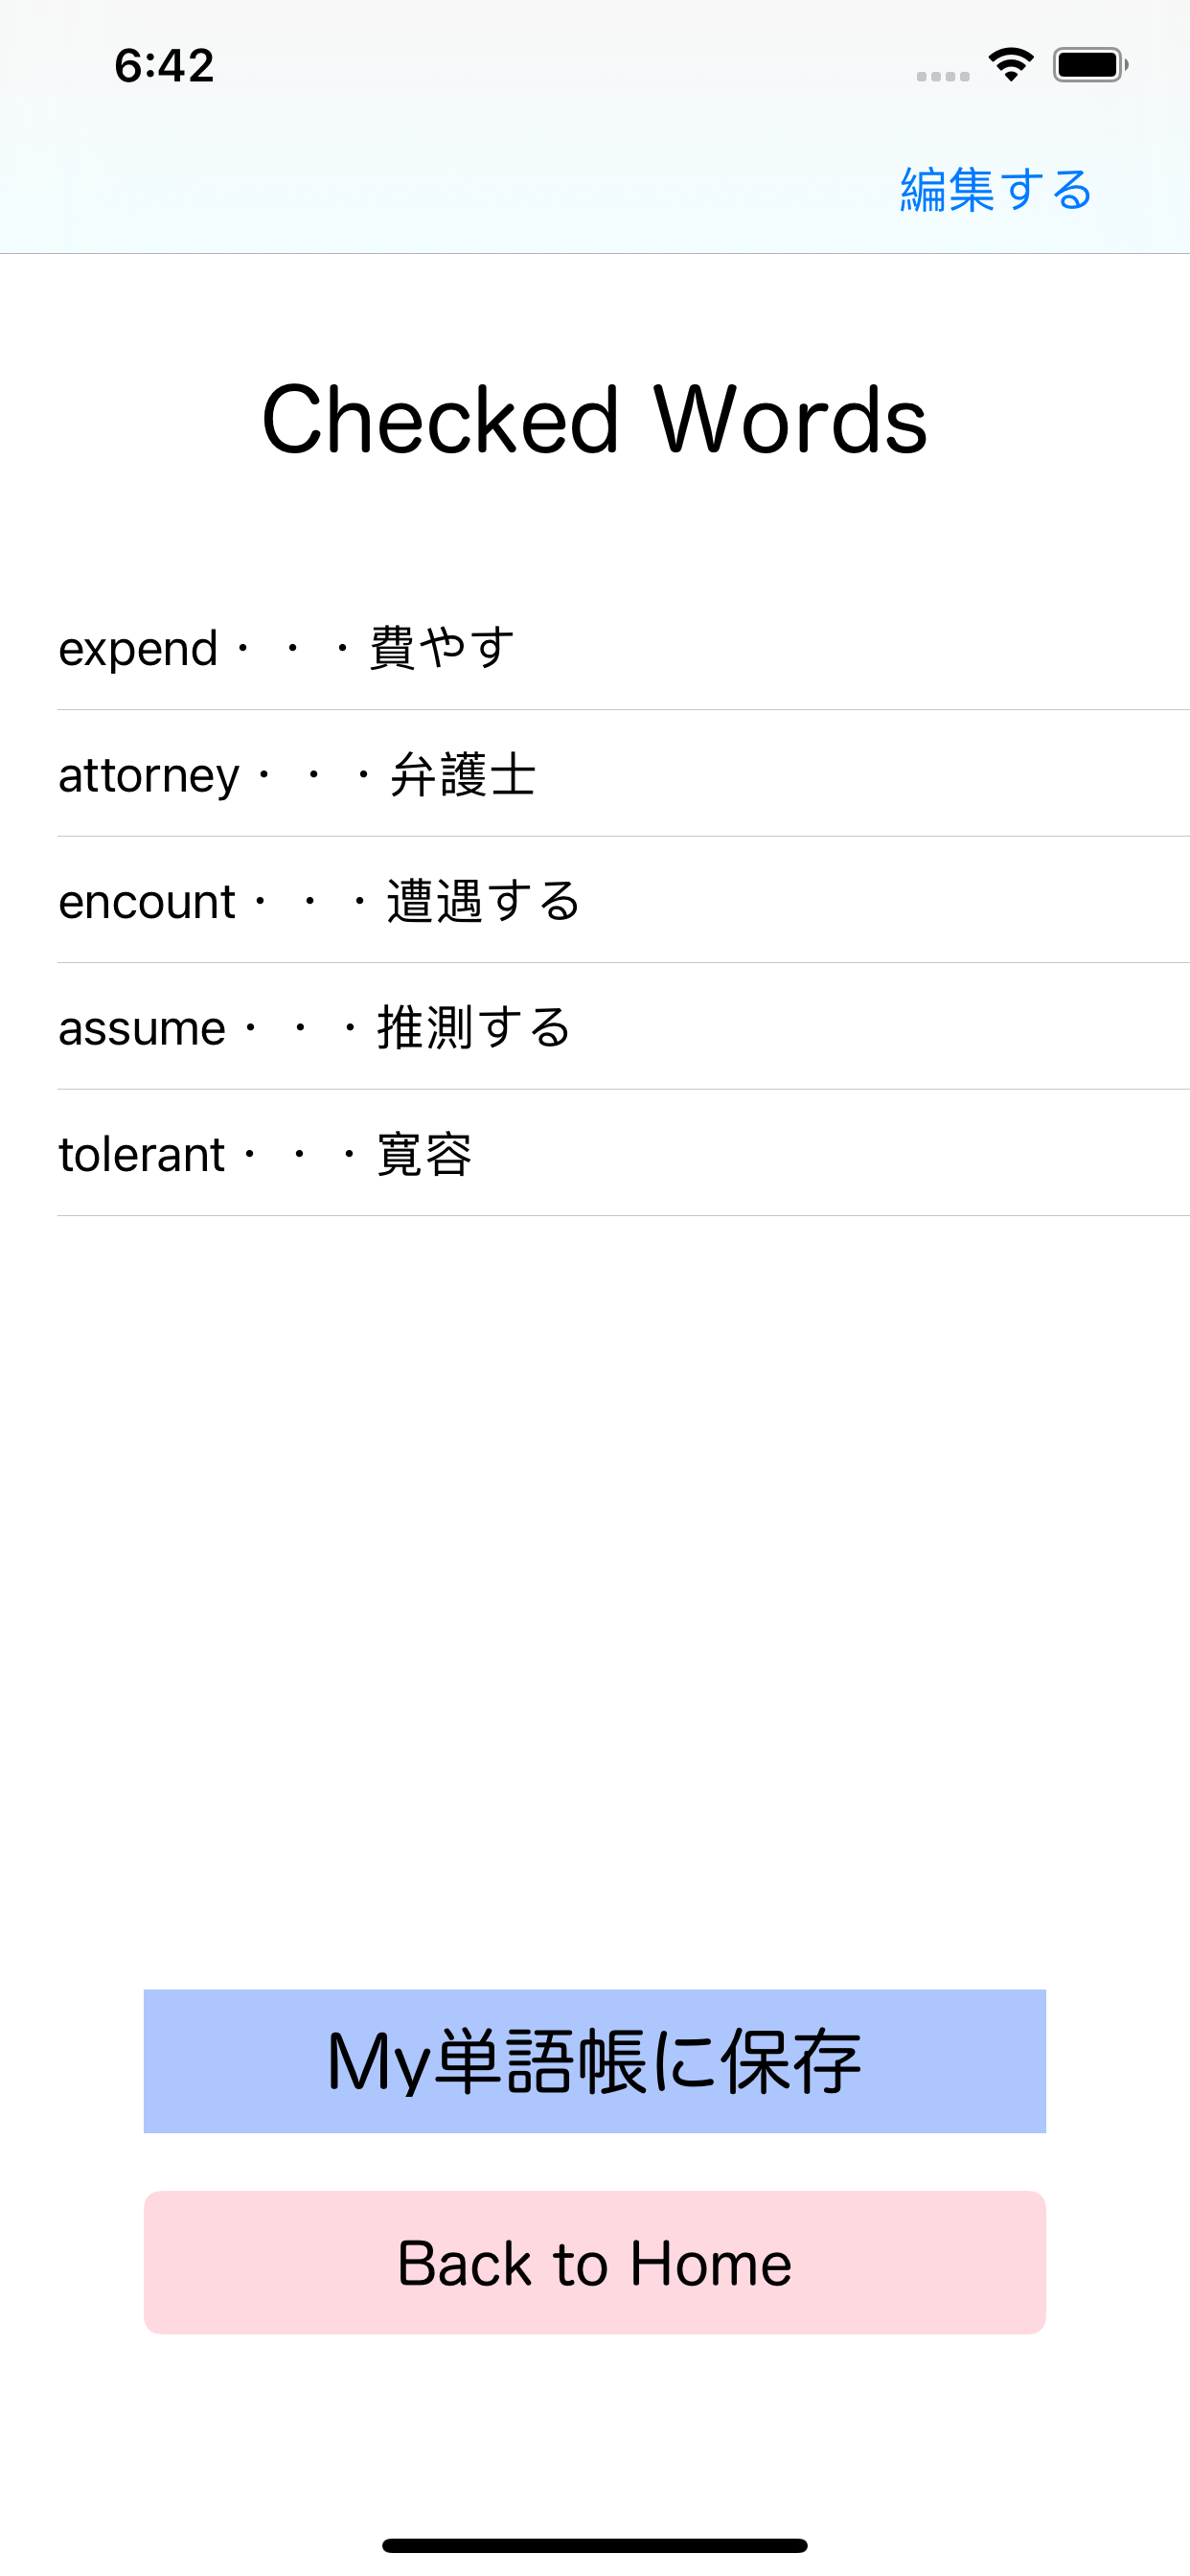 6:42
編集する
Checked Words
expend・・・費やす
attorney・・・弁護士
encount・・・遭遇する
assume・・・推測する
tolerant・・・寛容
My単語帳に保存
Back to Home